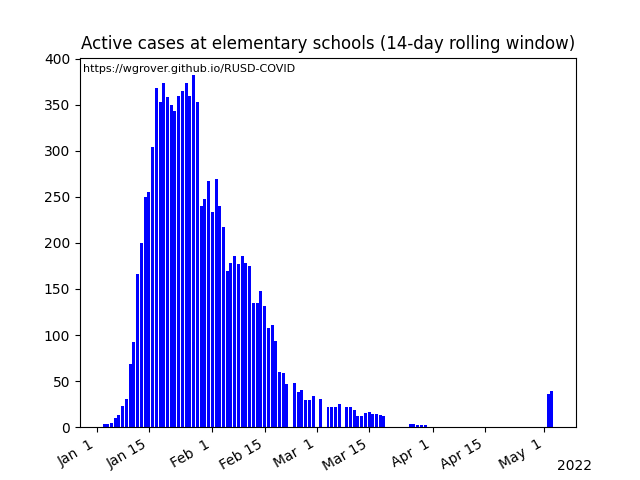 Active cases at elementary schools (14-day rolling window)
https://wgrover.github.io/RUSD-COVID
400
350
300
250
200
150
100
50
0
Jan 1
Jan 15
Feb 1
Feb 15
Mar 1
Mar 15
Apr 1
Apr 15
May 1
2022